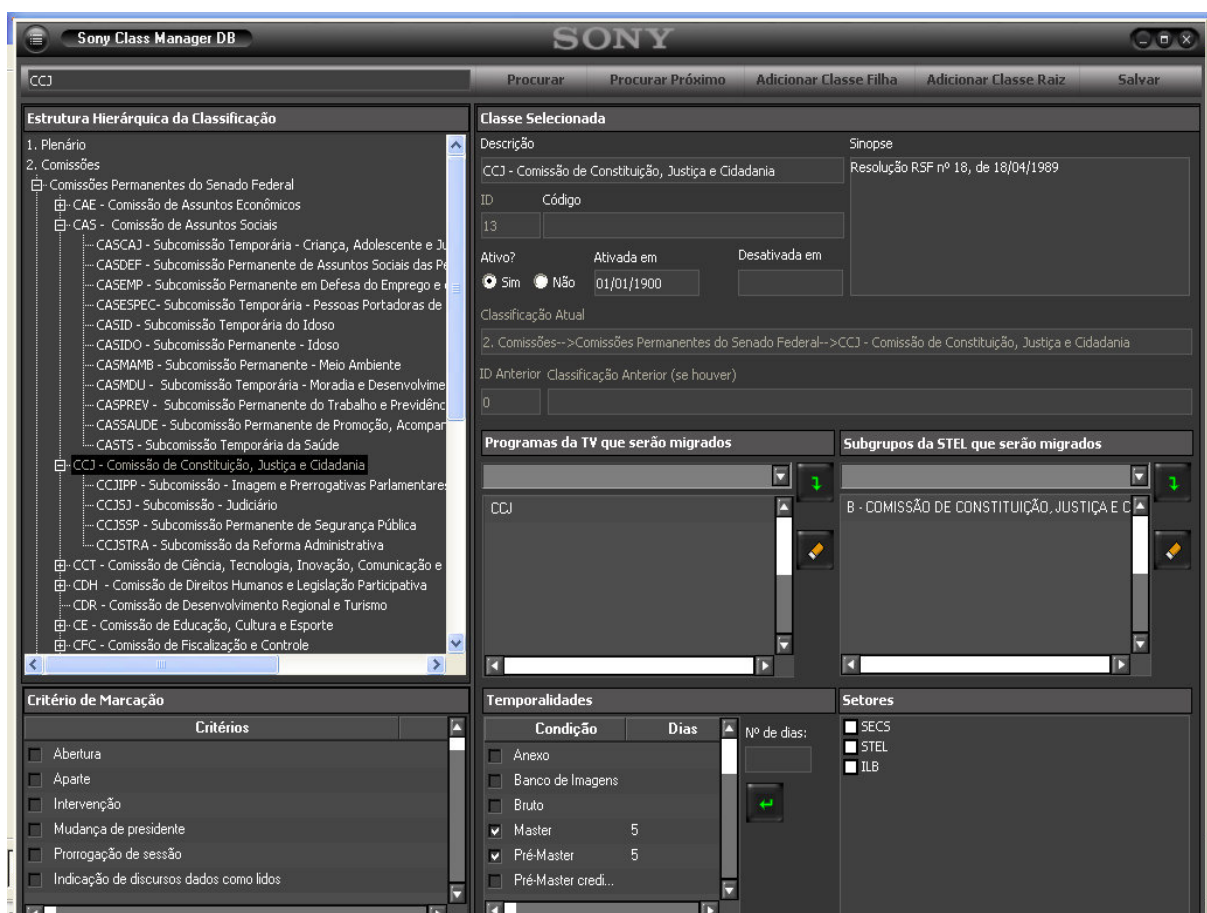 Sony Class Manager DB
SONY
CCJ
Procurar Procurar Próximo Adicionar Classe Filha Adicionar Classe Raiz Salvar
Estrutura Hierárquica da Classificação
1. Plenário
2. Comissões
Comissões Permanentes do Senado Federal
CAE - Comissão de Assuntos Econômicos
CAS - Comissão de Assuntos Sociais
CASCAJ - Subcomissão Temporária - Criança, Adolescente e Ju
CASDEF - Subcomissão Permanente de Assuntos Sociais das Pe
CASEMP - Subcomissão Permanente em Defesa do Emprego e
CASESPEC- Subcomissão Temporária - Pessoas Portadoras de
CASID - Subcomissão Temporária do Idoso
CASIDO - Subcomissão Permanente - Idoso
CASMAMB - Subcomissão Permanente - Meio Ambiente
CASMDU - Subcomissão Temporária - Moradia e Desenvolvime
CASPREV - Subcomissão Permanente do Trabalho e Previdênc
CASSAUDE - Subcomissão Permanente de Promoção, Acompar
CASTS - Subcomissão Temporária da Saúde
CCJ - Comissão de Constituição, Justiça e Cidadania
CCJIPP - Subcomissão - Imagem e Prerrogativas Parlamentare
CCJSJ - Subcomissão - Judiciário
CCJSSP - Subcomissão Permanente de Segurança Pública
CCJSTRA - Subcomissão da Reforma Administrativa
CCT - Comissão de Ciência, Tecnologia, Inovação, Comunicação e
CDH - Comissão de Direitos Humanos e Legislação Participativa
CDR - Comissão de Desenvolvimento Regional e Turismo
CE - Comissão de Educação, Cultura e Esporte
CFC - Comissão de Fiscalização e Controle
Classe Selecionada
Descrição Sinopse
CCJ - Comissão de Constituição, Justiça e Cidadania Resolução RSF nº 18, de 18/04/1989
ID Código
13
Ativo? Ativada em Desativada em
Sim Não 01/01/1900
Classificação Atual
2. Comissões-->Comissões Permanentes do Senado Federal-->CCJ - Comissão de Constituição, Justiça e Cidadania
ID Anterior Classificação Anterior (se houver)
0
Programas da TV que serão migrados
CCJ
Subgrupos da STEL que serão migrados
B - COMISSÃO DE CONSTITUIÇÃO, JUSTIÇA E C
Critério de Marcação
Critérios
Abertura
Aparte
Intervenção
Mudança de presidente
Prorrogação de sessão
Indicação de discursos dados como lidos
Temporalidades
Condição Dias Nº de dias:
Anexo
Banco de Imagens
Bruto
Master 5
Pré-Master 5
Pré-Master credi...
Setores
SECS
STEL
ILB